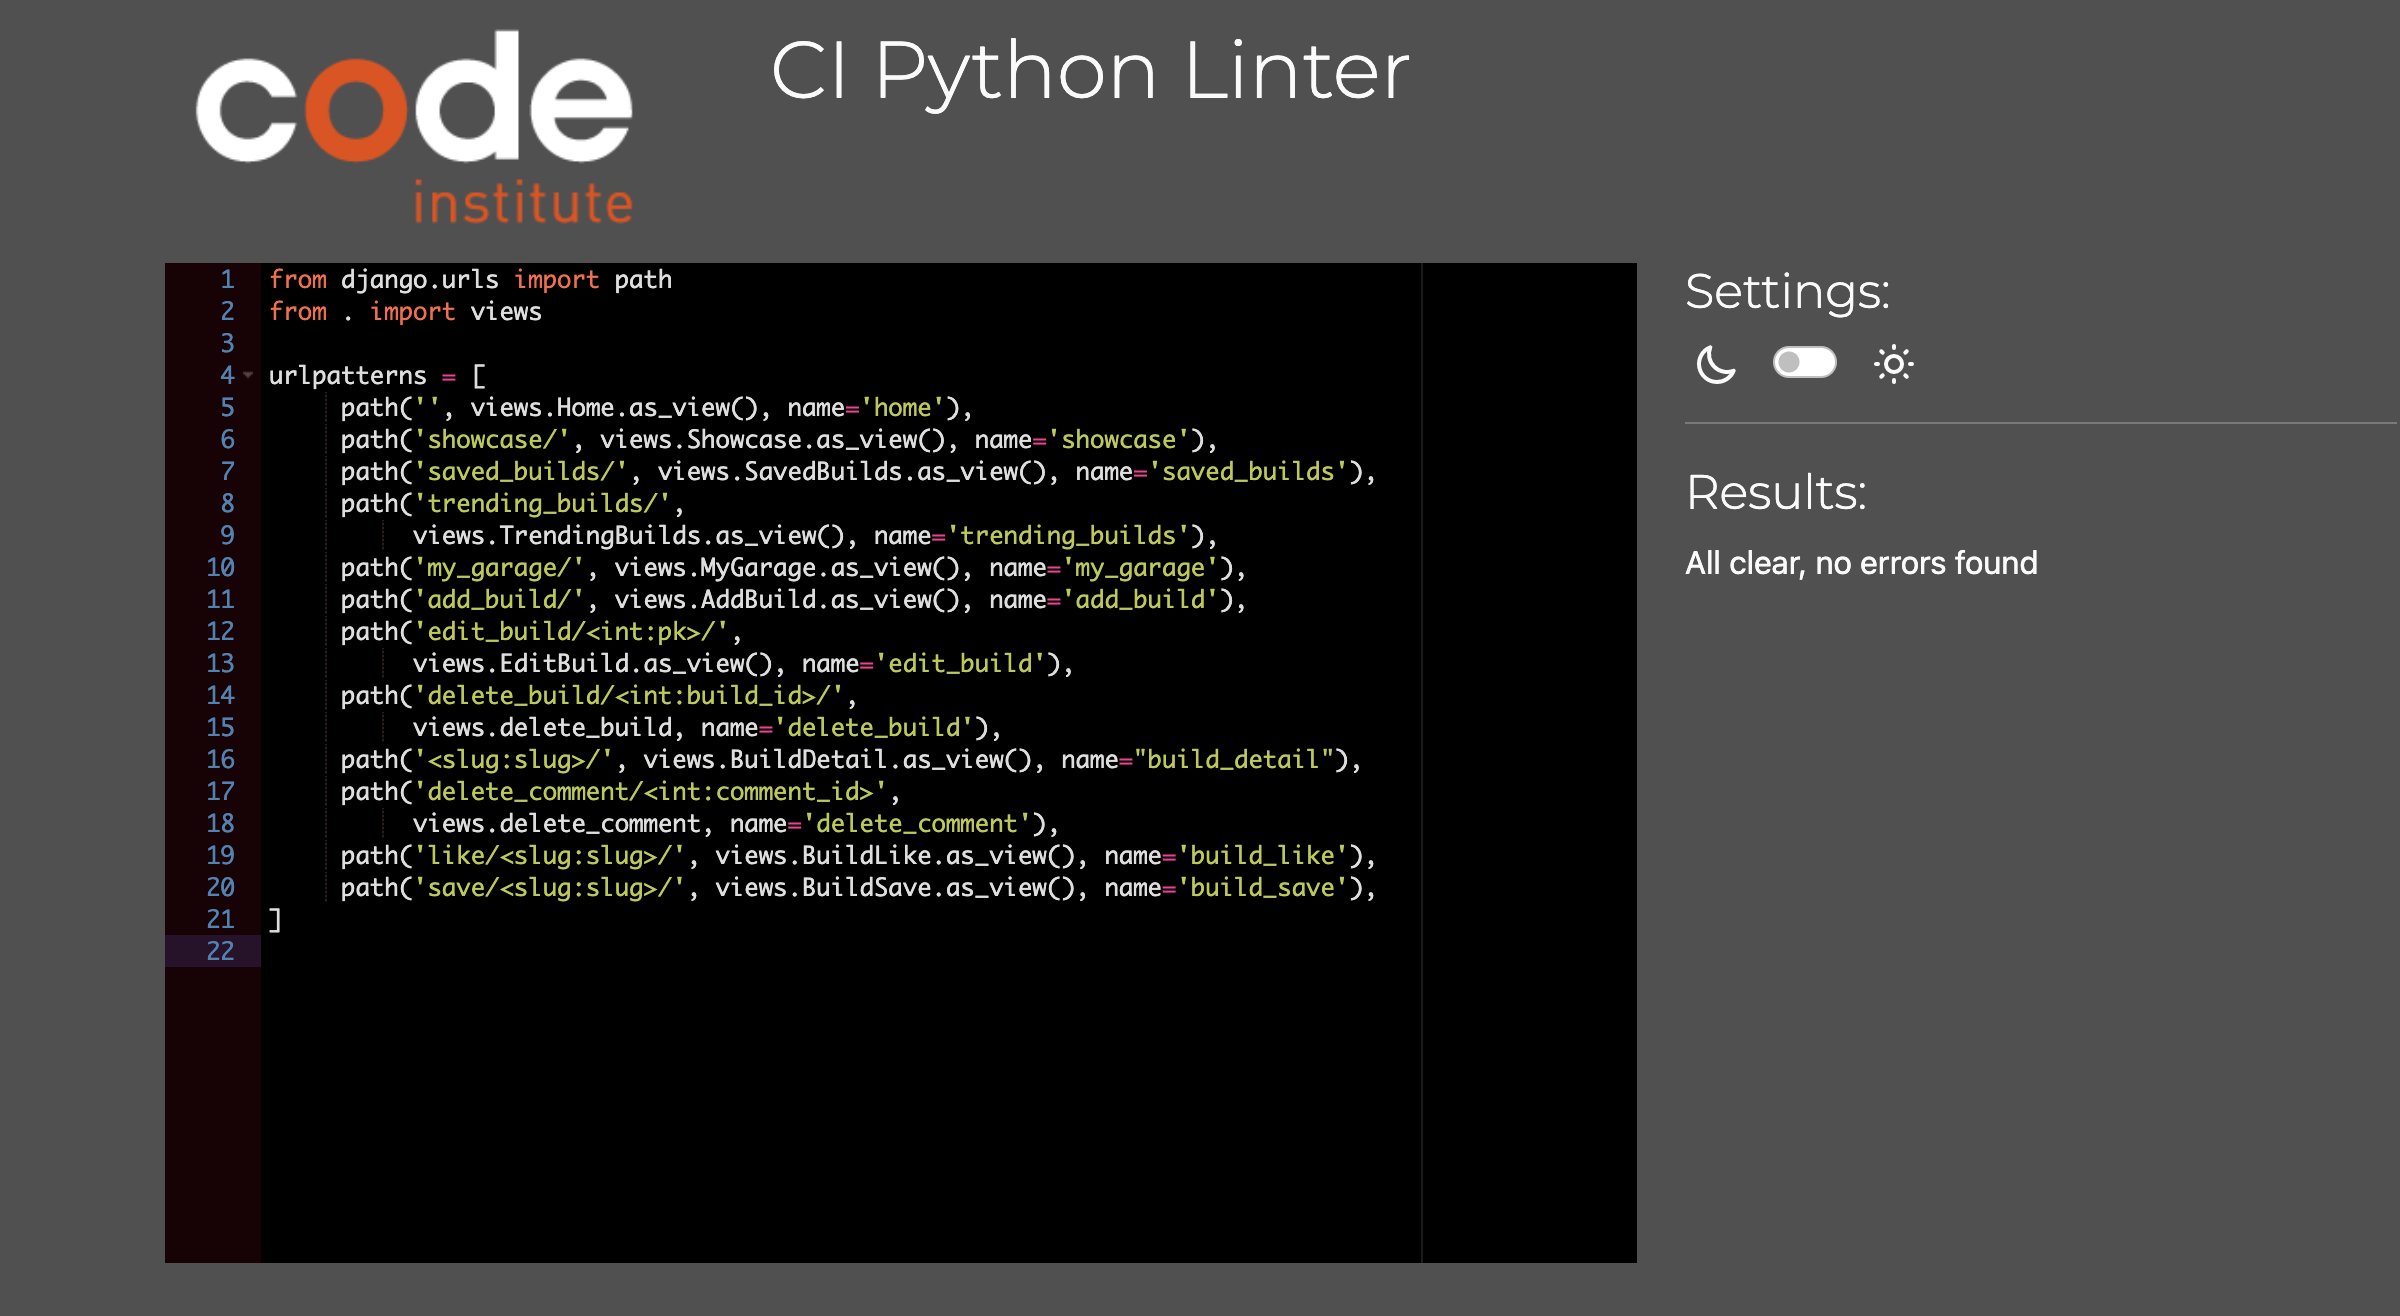 code
institute
CI Python Linter
1 from django.urls import path
2 from . import views
3
4 urlpatterns = [
5     path('', views.Home.as_view(), name='home'),
6     path('showcase/', views.Showcase.as_view(), name='showcase'),
7     path('saved_builds/', views.SavedBuilds.as_view(), name='saved_builds'),
8     path('trending_builds/',
9          views.TrendingBuilds.as_view(), name='trending_builds'),
10     path('my_garage/', views.MyGarage.as_view(), name='my_garage'),
11     path('add_build/', views.AddBuild.as_view(), name='add_build'),
12     path('edit_build/<int:pk>/',
13          views.EditBuild.as_view(), name='edit_build'),
14     path('delete_build/<int:build_id>/',
15          views.delete_build, name='delete_build'),
16     path('<slug:slug>/', views.BuildDetail.as_view(), name="build_detail"),
17     path('delete_comment/<int:comment_id>',
18          views.delete_comment, name='delete_comment'),
19     path('like/<slug:slug>/', views.BuildLike.as_view(), name='build_like'),
20     path('save/<slug:slug>/', views.BuildSave.as_view(), name='build_save'),
21 ]
22
Settings:
Results:
All clear, no errors found